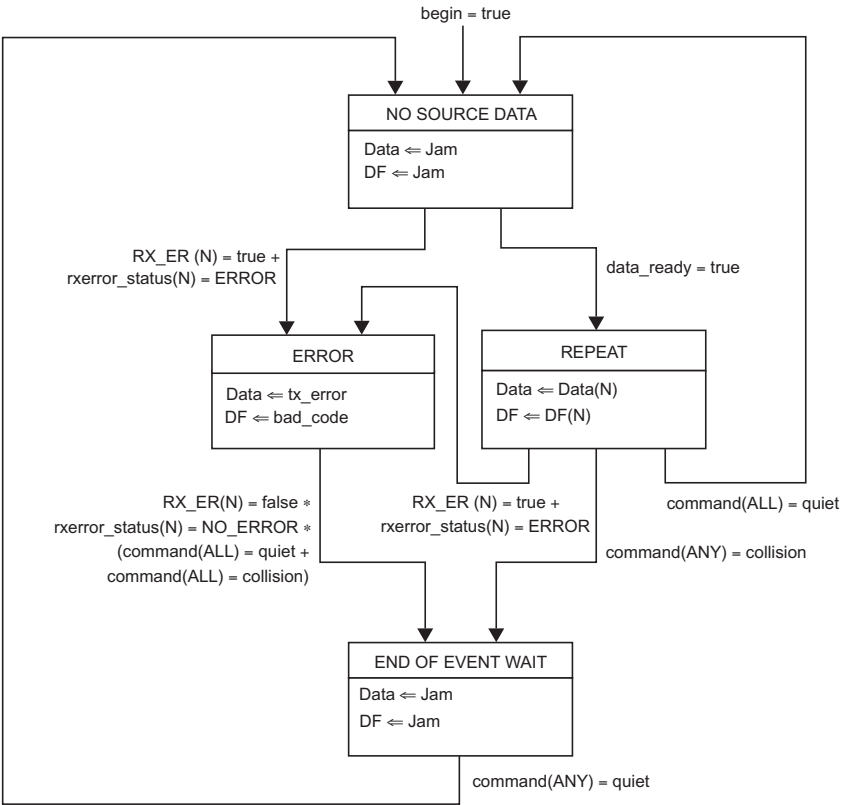 begin = true
NO SOURCE DATA
Data ⇐ Jam
DF ⇐ Jam
RX_ER (N) = true +
rxerror_status(N) = ERROR
data_ready = true
ERROR
Data ⇐ tx_error
DF ⇐ bad_code
REPEAT
Data ⇐ Data(N)
DF ⇐ DF(N)
RX_ER(N) = false ∗
rxerror_status(N) = NO_ERROR ∗
(command(ALL) = quiet +
command(ALL) = collision)
RX_ER (N) = true +
rxerror_status(N) = ERROR
command(ALL) = quiet
command(ANY) = collision
END OF EVENT WAIT
Data ⇐ Jam
DF ⇐ Jam
command(ANY) = quiet